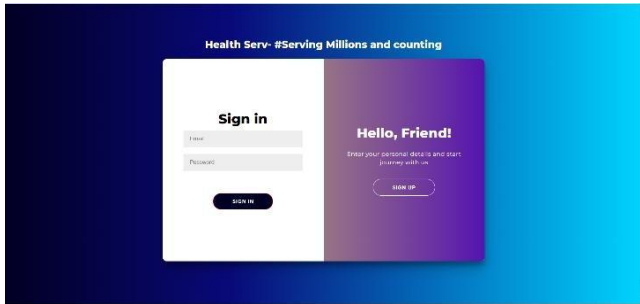 Health Serv- #Serving Millions and counting
Sign in
Email
Password
SIGN IN
Hello, Friend!
Enter your personal details and start
journey with us
SIGN UP